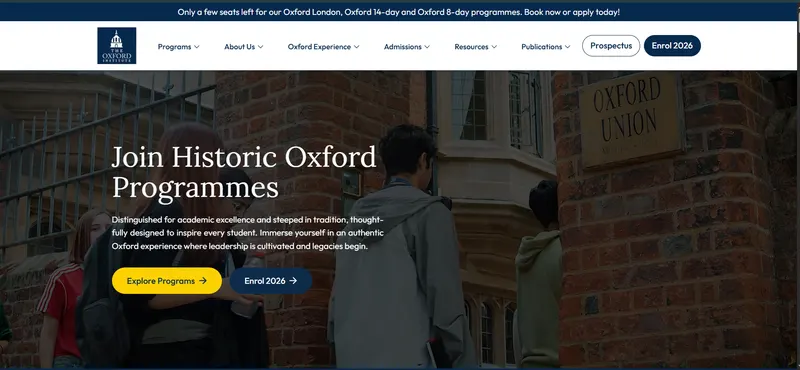 Only a few seats left for our Oxford London, Oxford 14-day and Oxford 8-day programmes. Book now or apply today!
THE
OXFORD
INSTITUTE
Programs
About Us
Oxford Experience
Admissions
Resources
Publications
Prospectus
Enrol 2026
OXFORD
UNION
Join Historic Oxford
Programmes
Distinguished for academic excellence and steeped in tradition, thought-
fully designed to inspire every student. Immerse yourself in an authentic
Oxford experience where leadership is cultivated and legacies begin.
Explore Programs
Enrol 2026